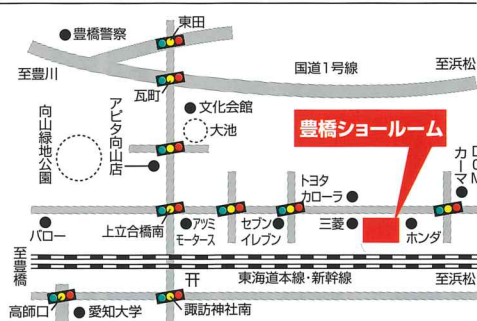 東田
豊橋警察
至豊川
国道1号線
至浜松
瓦町
文化会館
大池
向山緑地公園
アピタ向山店
豊橋ショールーム
DCM
カーマ
トヨタ
カローラ
バロー
上立合橋南
アツミ
モータース
セブン
イレブン
三菱
ホンダ
至豊橋
東海道本線・新幹線
至浜松
高師口
愛知大学
諏訪神社南